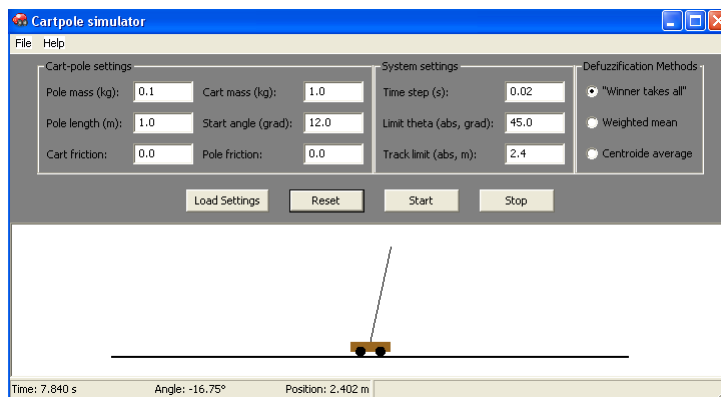 Cartpole simulator
File Help
Cart-pole settings
System settings
Defuzzification Methods
Pole mass (kg): 0.1 Cart mass (kg): 1.0 Time step (s): 0.02 "Winner takes all"
Pole length (m): 1.0 Start angle (grad): 12.0 Limit theta (abs, grad): 45.0 Weighted mean
Cart friction: 0.0 Pole friction: 0.0 Track limit (abs, m): 2.4 Centroide average
Load Settings Reset Start Stop
Time: 7.840 s Angle: -16.75° Position: 2.402 m